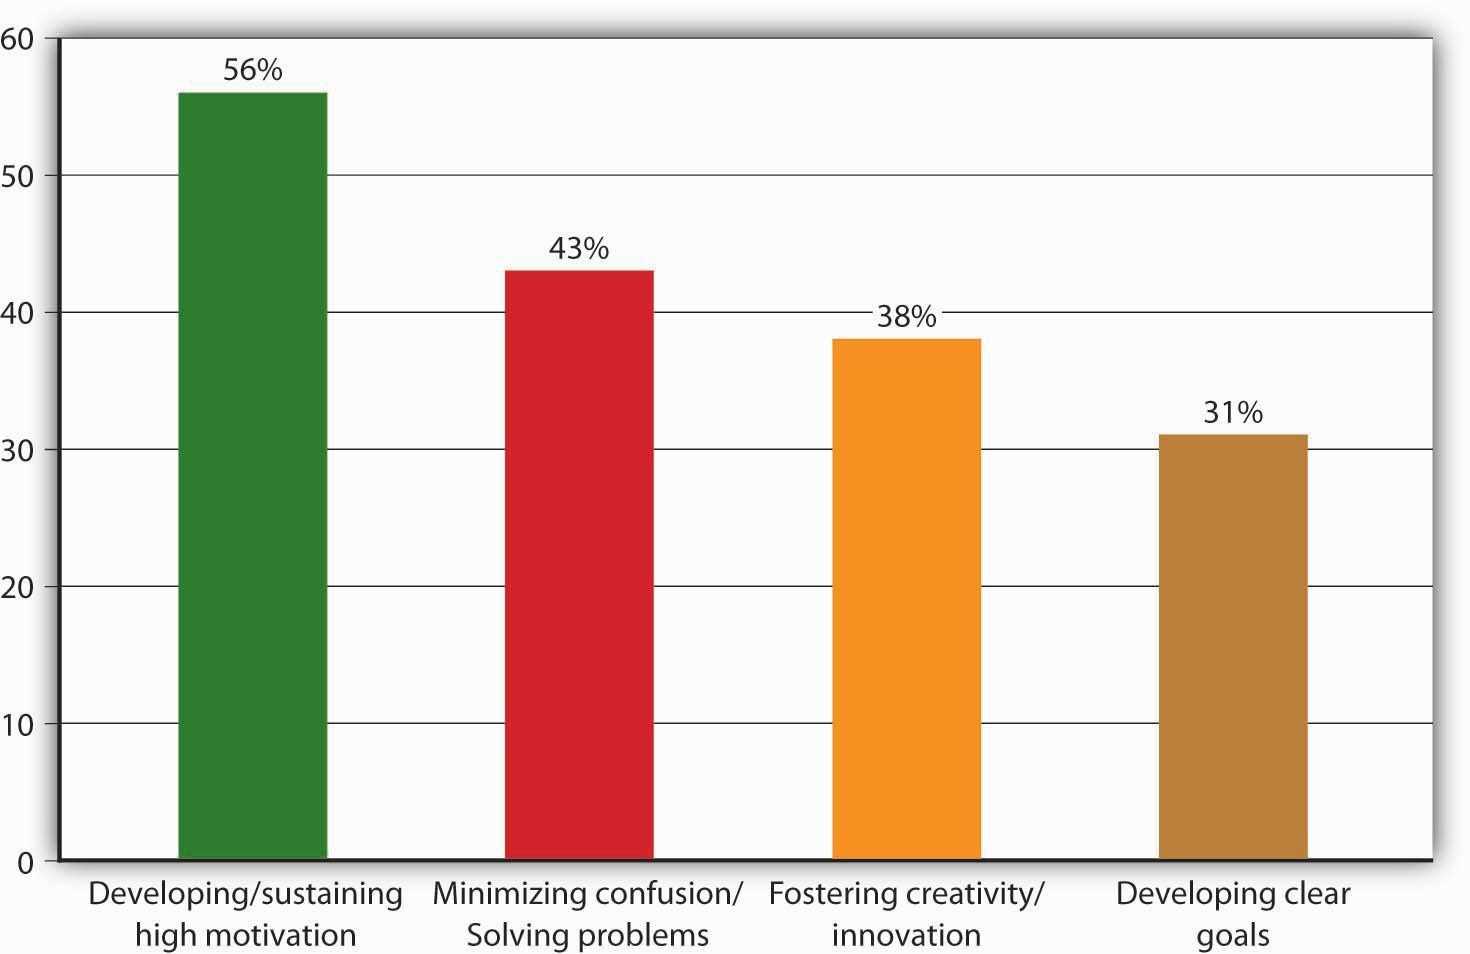 60
56%
50
43%
40
38%
31%
30
20
10
0
Developing/sustaining
high motivation
Minimizing confusion/
Solving problems
Fostering creativity/
innovation
Developing clear
goals